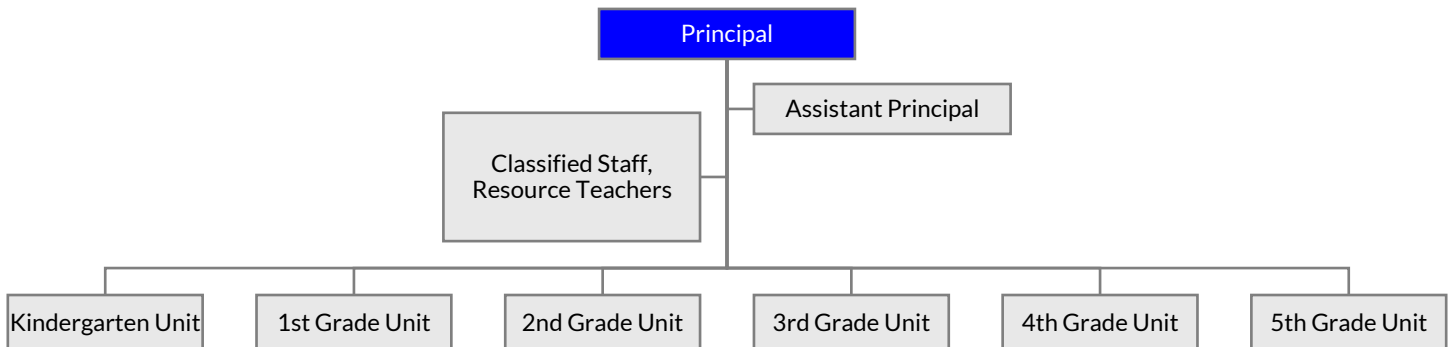 Principal
Assistant Principal
Classified Staff,
Resource Teachers
Kindergarten Unit
1st Grade Unit
2nd Grade Unit
3rd Grade Unit
4th Grade Unit
5th Grade Unit